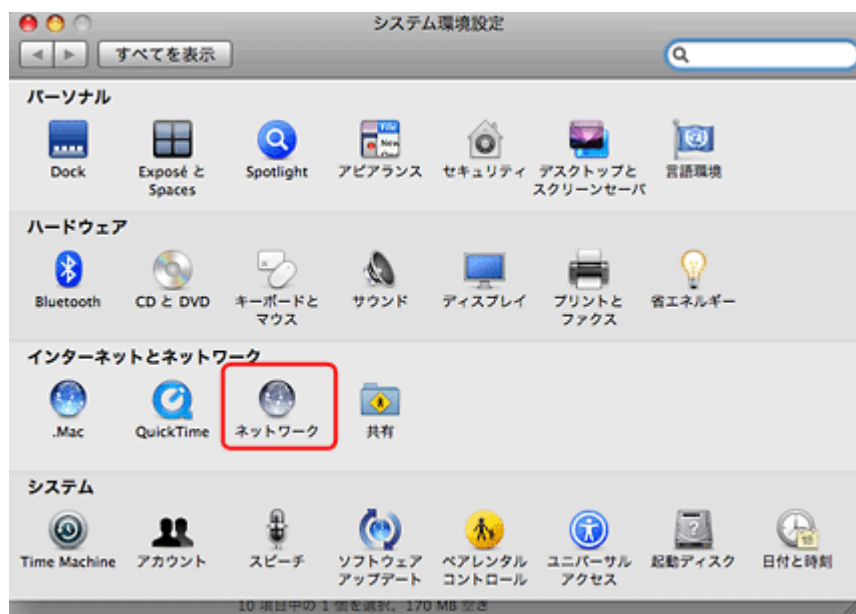 システム環境設定
すべてを表示
パーソナル
Dock
Exposé と
Spaces
Spotlight
アピアランス
セキュリティ
デスクトップと
スクリーンセーバ
言語環境
ハードウェア
Bluetooth
CD と DVD
キーボードと
マウス
サウンド
ディスプレイ
プリントと
ファクス
省エネルギー
インターネットとネットワーク
.Mac
QuickTime
ネットワーク
共有
システム
Time Machine
アカウント
スピーチ
ソフトウェア
アップデート
ペアレンタル
コントロール
ユニバーサル
アクセス
起動ディスク
日付と時刻
10 項目中の 1 個を選択、170 MB 空き